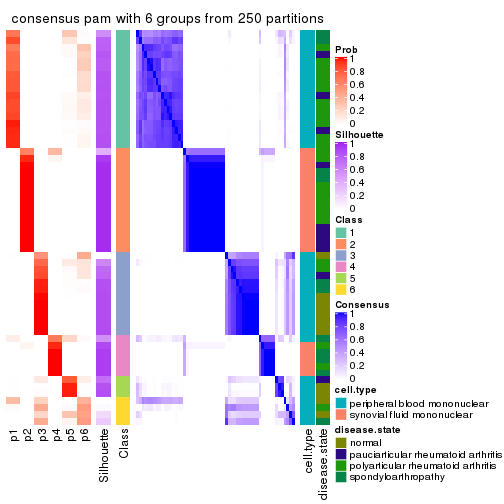 consensus pam with 6 groups from 250 partitions
Prob
1
0.8
0.6
0.4
0.2
0
Silhouette
1
0.8
0.6
0.4
0.2
0
Class
1
2
3
4
5
6
Consensus
1
0.8
0.6
0.4
0.2
0
cell.type
peripheral blood mononuclear
synovial fluid mononuclear
disease.state
normal
pauciarticular rheumatoid arthritis
polyarticular rheumatoid arthritis
spondyloarthropathy
p1
p2
p3
p4
p5
p6
Silhouette
Class
cell.type
disease.state